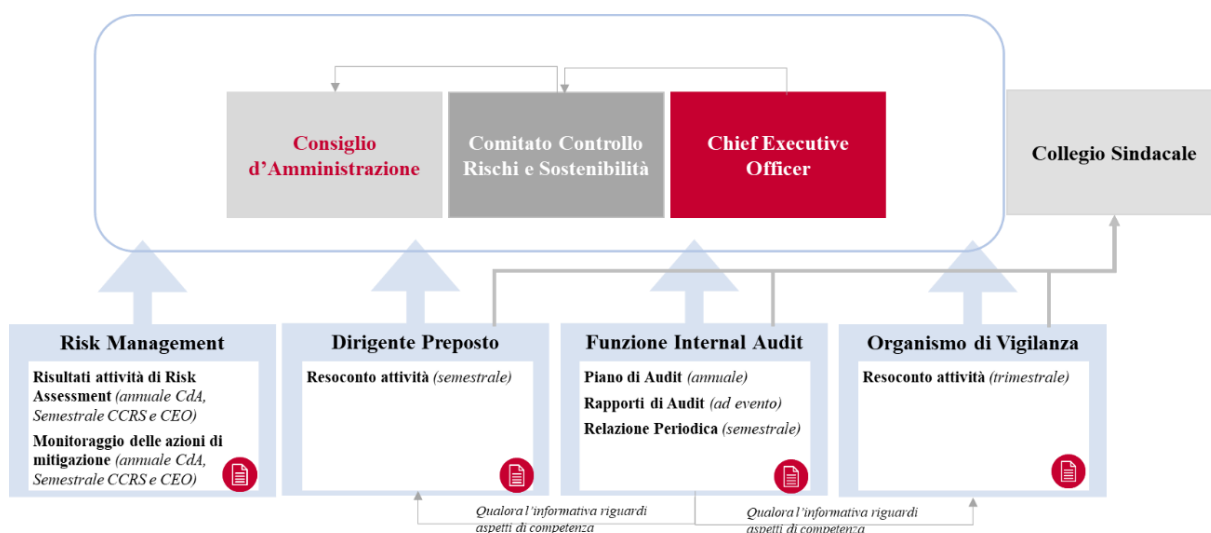 Consiglio
d’Amministrazione
Comitato Controllo
Rischi e Sostenibilità
Chief Executive
Officer
Collegio Sindacale
Risk Management
Risultati attività di Risk
Assessment (annuale CdA,
Semestrale CCRS e CEO)
Monitoraggio delle azioni di
mitigazione (annuale CdA,
Semestrale CCRS e CEO)
Dirigente Preposto
Resoconto attività (semestrale)
Funzione Internal Audit
Piano di Audit (annuale)
Rapporti di Audit (ad evento)
Relazione Periodica (semestrale)
Organismo di Vigilanza
Resoconto attività (trimestrale)
Qualora l’informativa riguardi
aspetti di competenza
Qualora l’informativa riguardi
aspetti di competenza